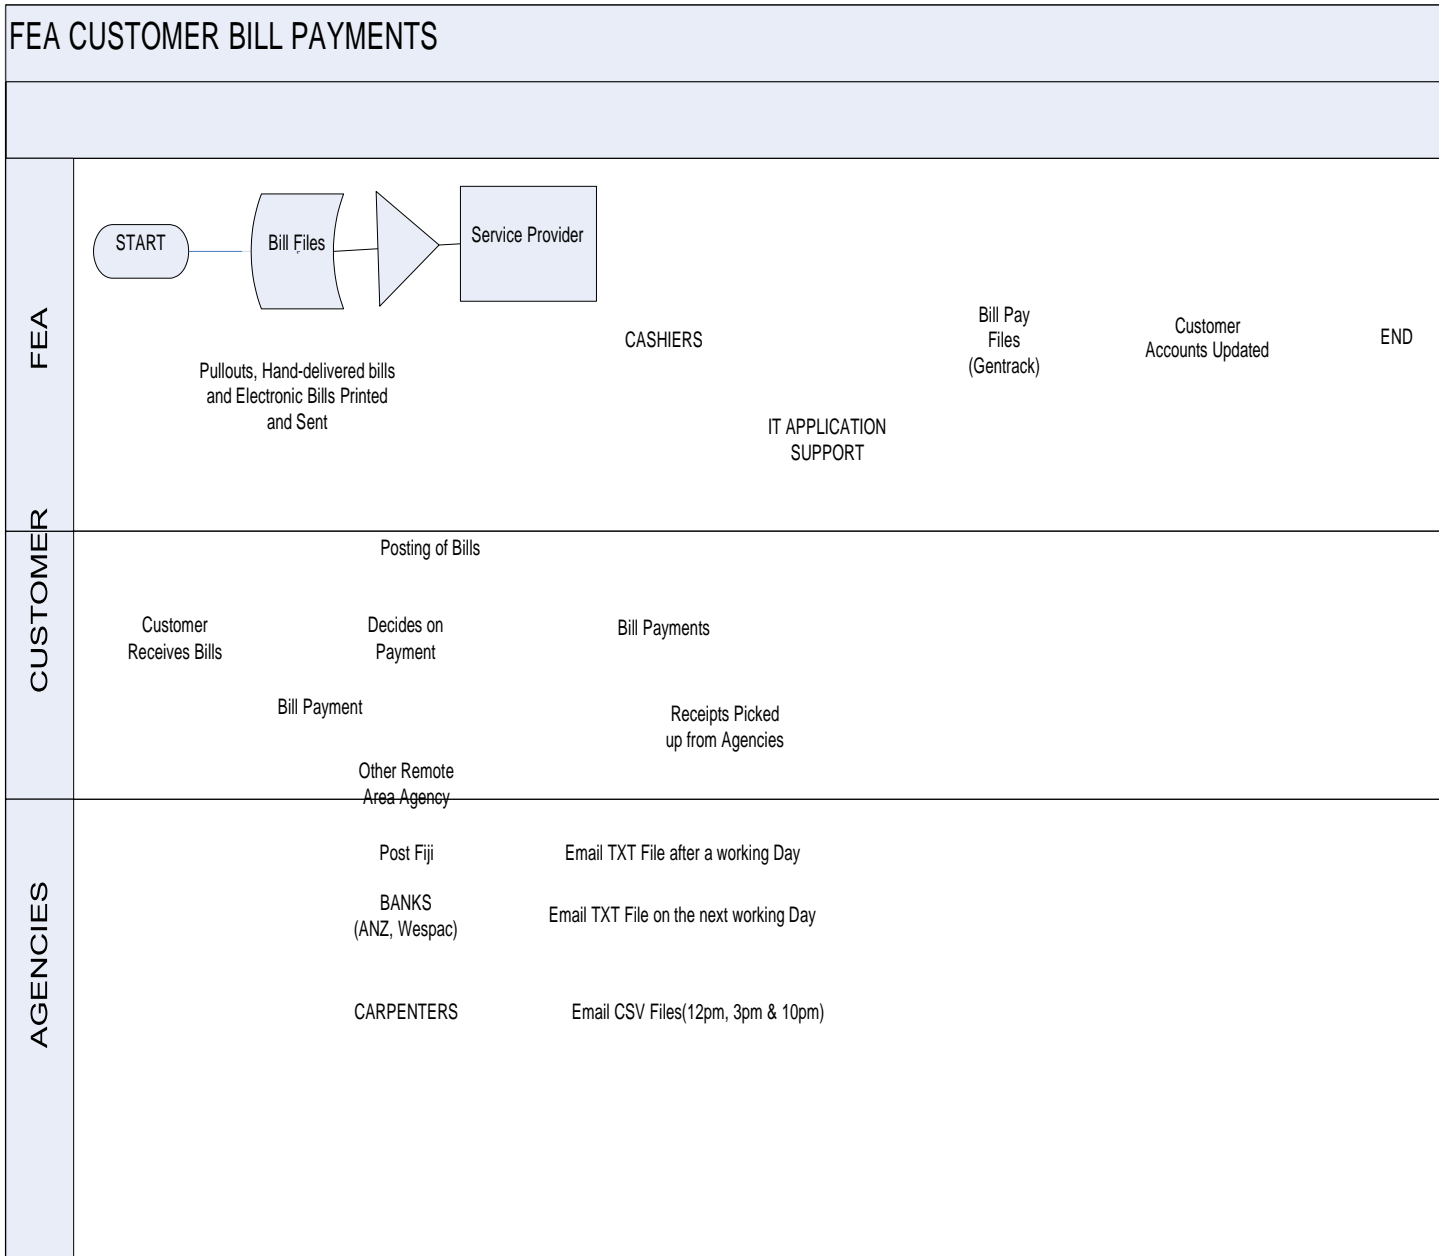 FEA CUSTOMER BILL PAYMENTS
FEA
START
Bill Files
Service Provider
CASHIERS
Bill Pay
Files
(Gentrack)
Customer
Accounts Updated
END
Pullouts, Hand-delivered bills
and Electronic Bills Printed
and Sent
IT APPLICATION
SUPPORT
CUSTOMER
Posting of Bills
Customer
Receives Bills
Decides on
Payment
Bill Payments
Bill Payment
Receipts Picked
up from Agencies
Other Remote
Area Agency
AGENCIES
Post Fiji
Email TXT File after a working Day
BANKS
(ANZ, Wespac)
Email TXT File on the next working Day
CARPENTERS
Email CSV Files(12pm, 3pm & 10pm)